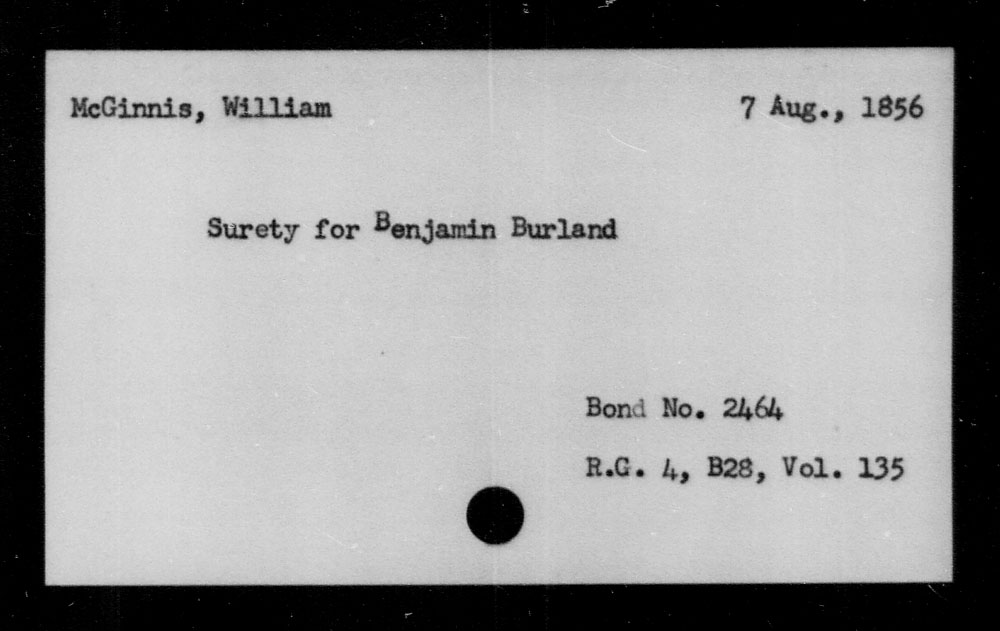 McGinnis, William 7 Aug., 1856
Surety for Benjamin Burland
Bond No. 2464
R.G. 4, B28, Vol. 135